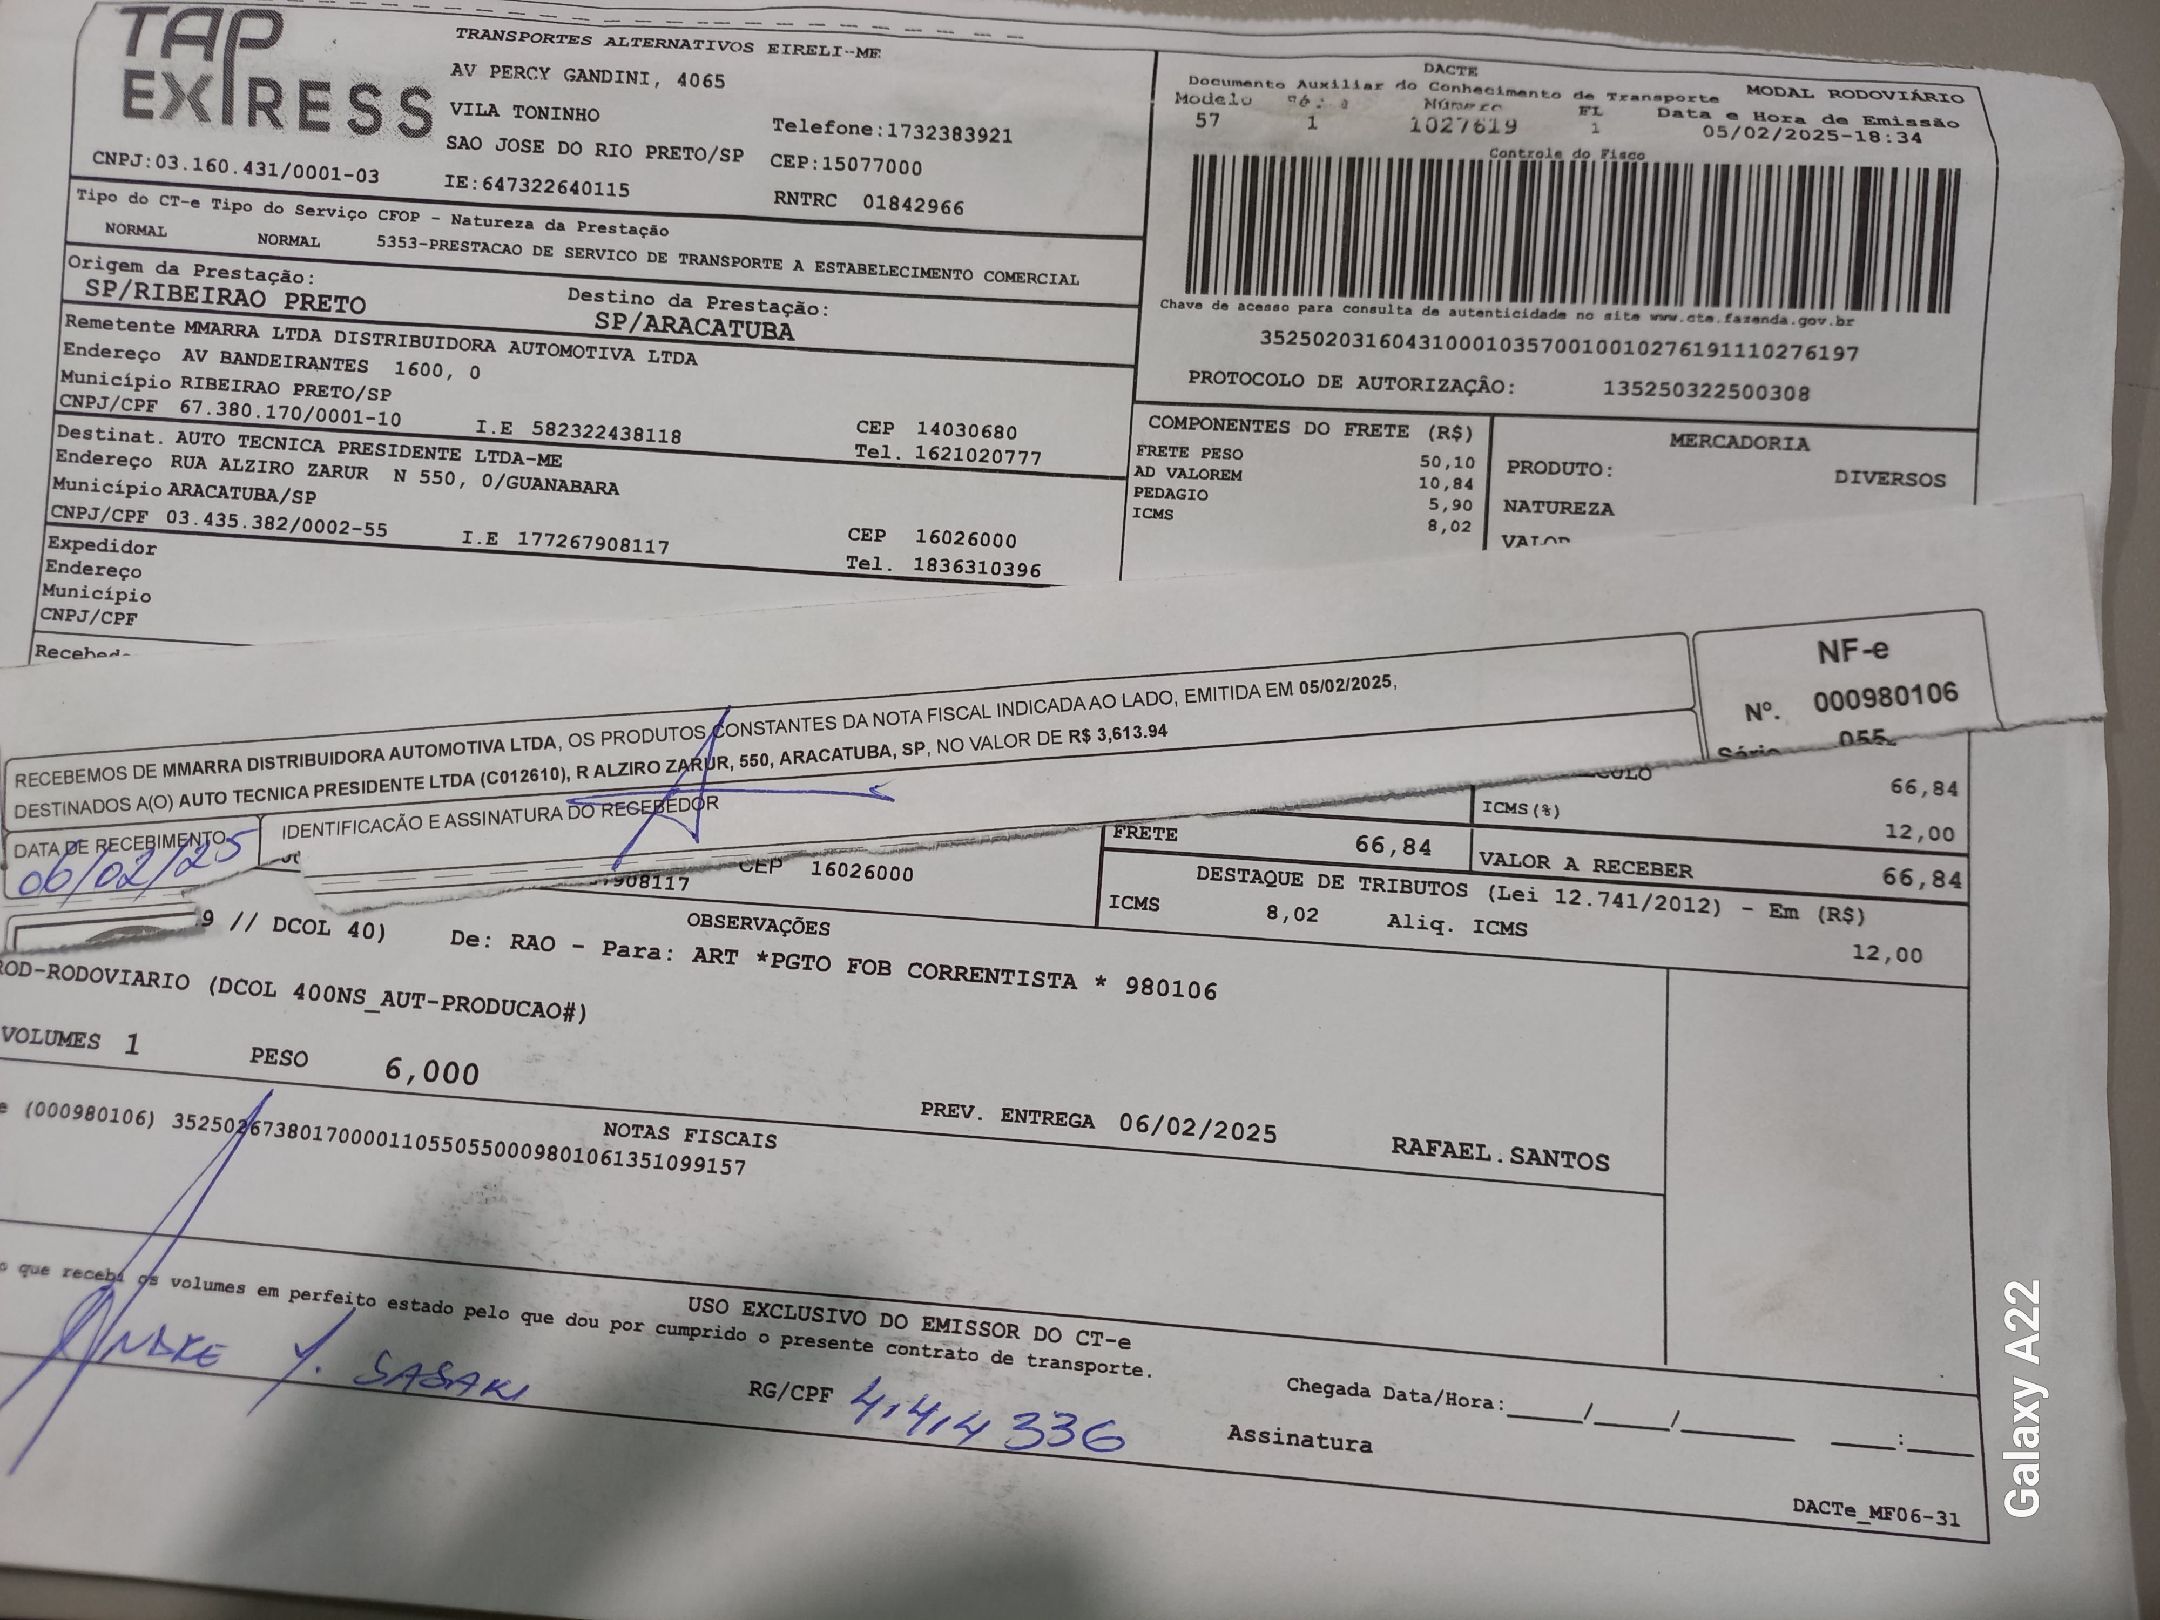 TAP
EXPRESS
TRANSPORTES ALTERNATIVOS EIRELI-ME
AV PERCY GANDINI, 4065
VILA TONINHO
Telefone:1732383921
SAO JOSE DO RIO PRETO/SP CEP:15077000
CNPJ:03.160.431/0001-03 IE:647322640115 RNTRC 01842966
DACTE
Documento Auxiliar do Conhecimento de Transporte MODAL RODOVIÁRIO
Modelo Número FL Data e Hora de Emissão
57 1 1027619 1 05/02/2025-18:34
Controle do Fisco
Chave de acesso para consulta de autenticidade no site www.cte.fazenda.gov.br
35250203160431000103570010010276191110276197
PROTOCOLO DE AUTORIZAÇÃO: 135250322500308
Tipo do CT-e Tipo do Serviço CFOP - Natureza da Prestação
NORMAL NORMAL 5353-PRESTACAO DE SERVICO DE TRANSPORTE A ESTABELECIMENTO COMERCIAL
Origem da Prestação: Destino da Prestação:
SP/RIBEIRAO PRETO SP/ARACATUBA
Remetente MMARRA LTDA DISTRIBUIDORA AUTOMOTIVA LTDA
Endereço AV BANDEIRANTES 1600, 0
Município RIBEIRAO PRETO/SP CEP 14030680
CNPJ/CPF 67.380.170/0001-10 I.E 582322438118 Tel. 1621020777
Destinat. AUTO TECNICA PRESIDENTE LTDA-ME
Endereço RUA ALZIRO ZARUR N 550, 0/GUANABARA
Município ARACATUBA/SP CEP 16026000
CNPJ/CPF 03.435.382/0002-55 I.E 177267908117 Tel. 1836310396
Expedidor
Endereço
Município
CNPJ/CPF
COMPONENTES DO FRETE (R$)
FRETE PESO 50,10
AD VALOREM 10,84
PEDAGIO 5,90
ICMS 8,02
MERCADORIA
PRODUTO: DIVERSOS
NATUREZA
VALOR
RECEBEMOS DE MMARRA DISTRIBUIDORA AUTOMOTIVA LTDA, OS PRODUTOS CONSTANTES DA NOTA FISCAL INDICADA AO LADO, EMITIDA EM 05/02/2025,
DESTINADOS A(O) AUTO TECNICA PRESIDENTE LTDA (C012610), R ALZIRO ZARUR, 550, ARACATUBA, SP, NO VALOR DE R$ 3,613.94
DATA DE RECEBIMENTO IDENTIFICACÃO E ASSINATURA DO RECEBEDOR
06/02/25
NF-e
Nº. 000980106
Série 055
66,84
ICMS(%) 12,00
FRETE 66,84 VALOR A RECEBER 66,84
908117 CEP 16026000
DESTAQUE DE TRIBUTOS (Lei 12.741/2012) - Em (R$)
ICMS 8,02 Aliq. ICMS 12,00
OBSERVAÇÕES
9 // DCOL 40) De: RAO - Para: ART *PGTO FOB CORRENTISTA * 980106
ROD-RODOVIARIO (DCOL 400NS_AUT-PRODUCAO#)
VOLUMES 1 PESO 6,000 PREV. ENTREGA 06/02/2025 RAFAEL.SANTOS
NOTAS FISCAIS
e (000980106) 35250267380170000110550550009801061351099157
USO EXCLUSIVO DO EMISSOR DO CT-e
o que recebi os volumes em perfeito estado pelo que dou por cumprido o presente contrato de transporte.
ANDRE Y. SASAKI RG/CPF 4.414336
Chegada Data/Hora:____/____/________ ____:____
Assinatura
DACTe_MF06-31
Galaxy A22